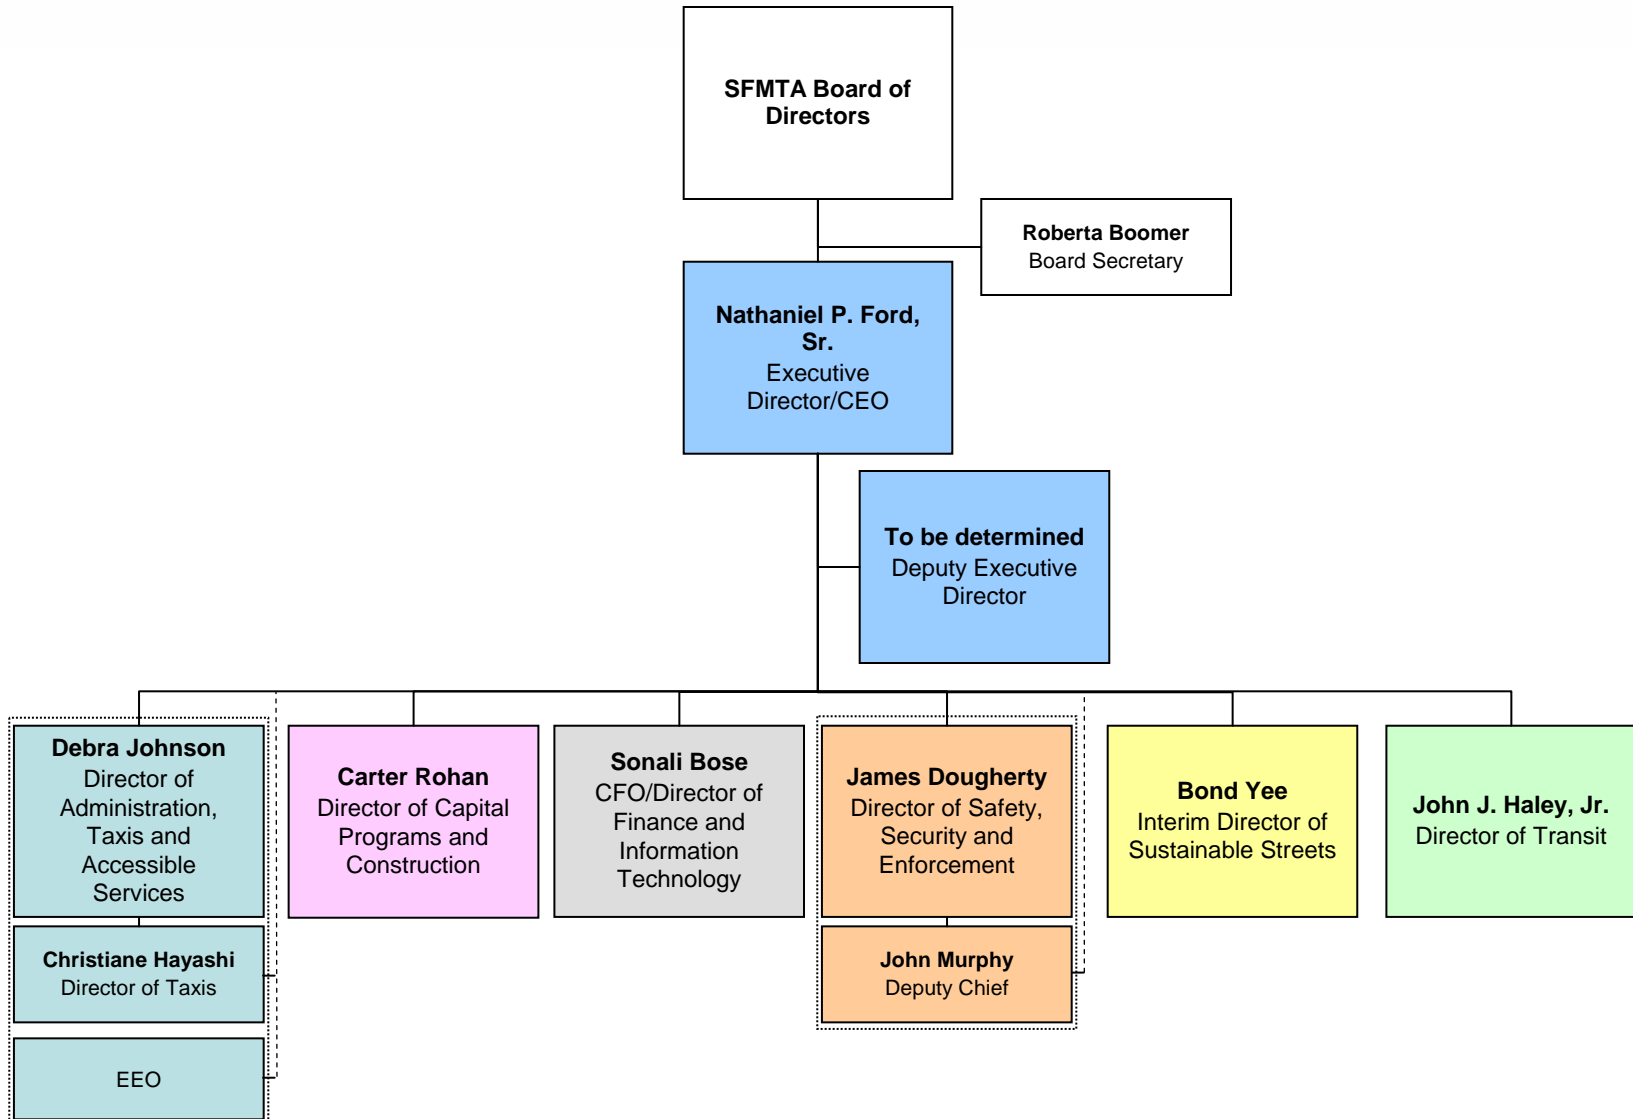 SFMTA Board of
Directors
Roberta Boomer
Board Secretary
Nathaniel P. Ford,
Sr.
Executive
Director/CEO
To be determined
Deputy Executive
Director
Debra Johnson
Director of
Administration,
Taxis and
Accessible
Services
Carter Rohan
Director of Capital
Programs and
Construction
Sonali Bose
CFO/Director of
Finance and
Information
Technology
James Dougherty
Director of Safety,
Security and
Enforcement
Bond Yee
Interim Director of
Sustainable Streets
John J. Haley, Jr.
Director of Transit
Christiane Hayashi
Director of Taxis
John Murphy
Deputy Chief
EEO